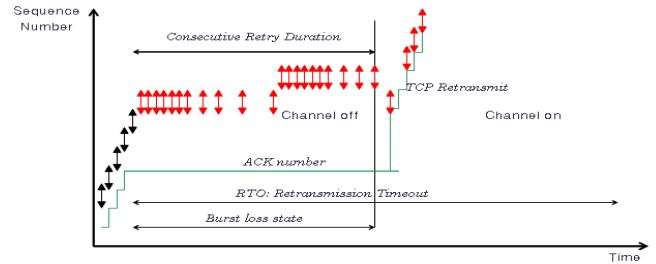 Sequence
Number
Consecutive Retry Duration
TCP Retransmit
Channel off
Channel on
ACK number
RTO: Retransmission Timeout
Burst loss state
Time